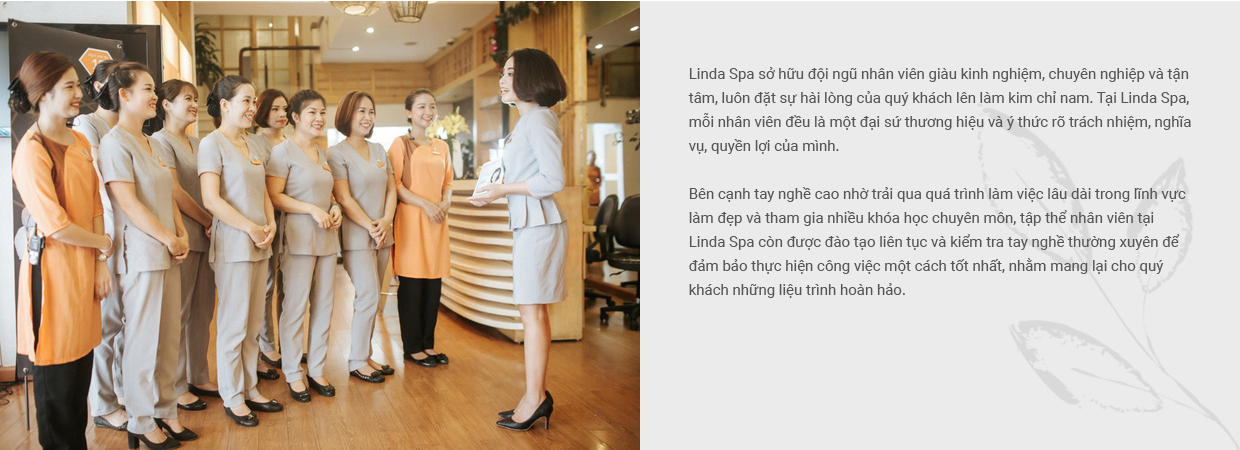 Linda Spa sở hữu đội ngũ nhân viên giàu kinh nghiệm, chuyên nghiệp và tận
tâm, luôn đặt sự hài lòng của quý khách lên làm kim chỉ nam. Tại Linda Spa,
mỗi nhân viên đều là một đại sứ thương hiệu và ý thức rõ trách nhiệm, nghĩa
vụ, quyền lợi của mình.
Bên cạnh tay nghề cao nhờ trải qua quá trình làm việc lâu dài trong lĩnh vực
làm đẹp và tham gia nhiều khóa học chuyên môn, tập thể nhân viên tại
Linda Spa còn được đào tạo liên tục và kiểm tra tay nghề thường xuyên để
đảm bảo thực hiện công việc một cách tốt nhất, nhằm mang lại cho quý
khách những liệu trình hoàn hảo.